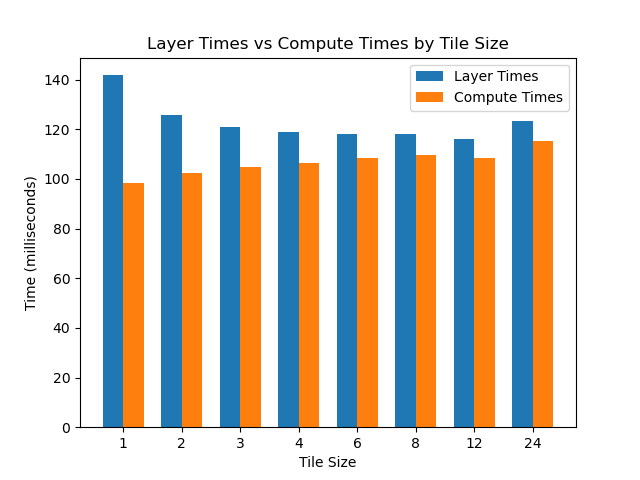 Layer Times vs Compute Times by Tile Size
Layer Times
Compute Times
Time (milliseconds)
140
120
100
80
60
40
20
0
1 2 3 4 6 8 12 24
Tile Size